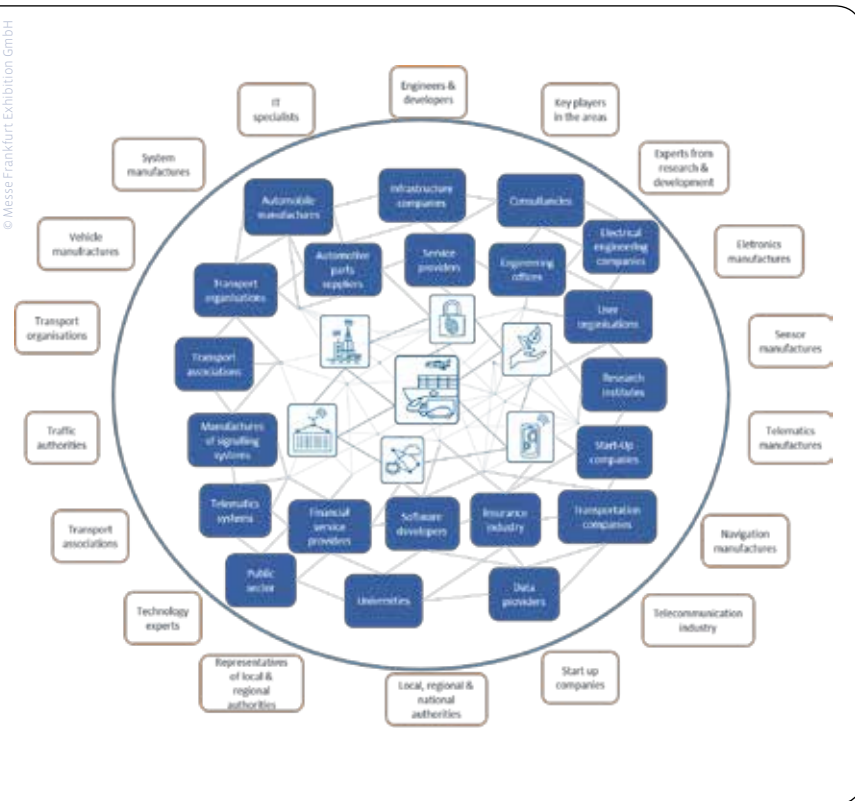 © Messe Frankfurt Exhibition GmbH
IT
specialists
Engineers &
developers
Key players
in the areas
System
manufactures
Experts from
research &
development
Vehicle
manufractures
Eletronics
manufactures
Transport
organisations
Sensor
manufactures
Traffic
authorities
Telematics
manufactures
Transport
associations
Navigation
manufactures
Technology
experts
Telecommunication
industry
Representatives
of local &
regional
authorities
Local, regional &
national
authorities
Start up
companies
Automobile
manufactures
Infrastructure
companies
Consultancies
Electrical
engineering
companies
Automotive
parts
suppliers
Service
providers
Engineering
offices
Transport
organisations
User
organisations
Transport
associations
Research
institutes
Manufactures
of signalling
systems
Start-Up
companies
Telematics
systems
Financial
service
providers
Software
developers
Insurance
industry
Transportation
companies
Public
sector
Universities
Data
providers